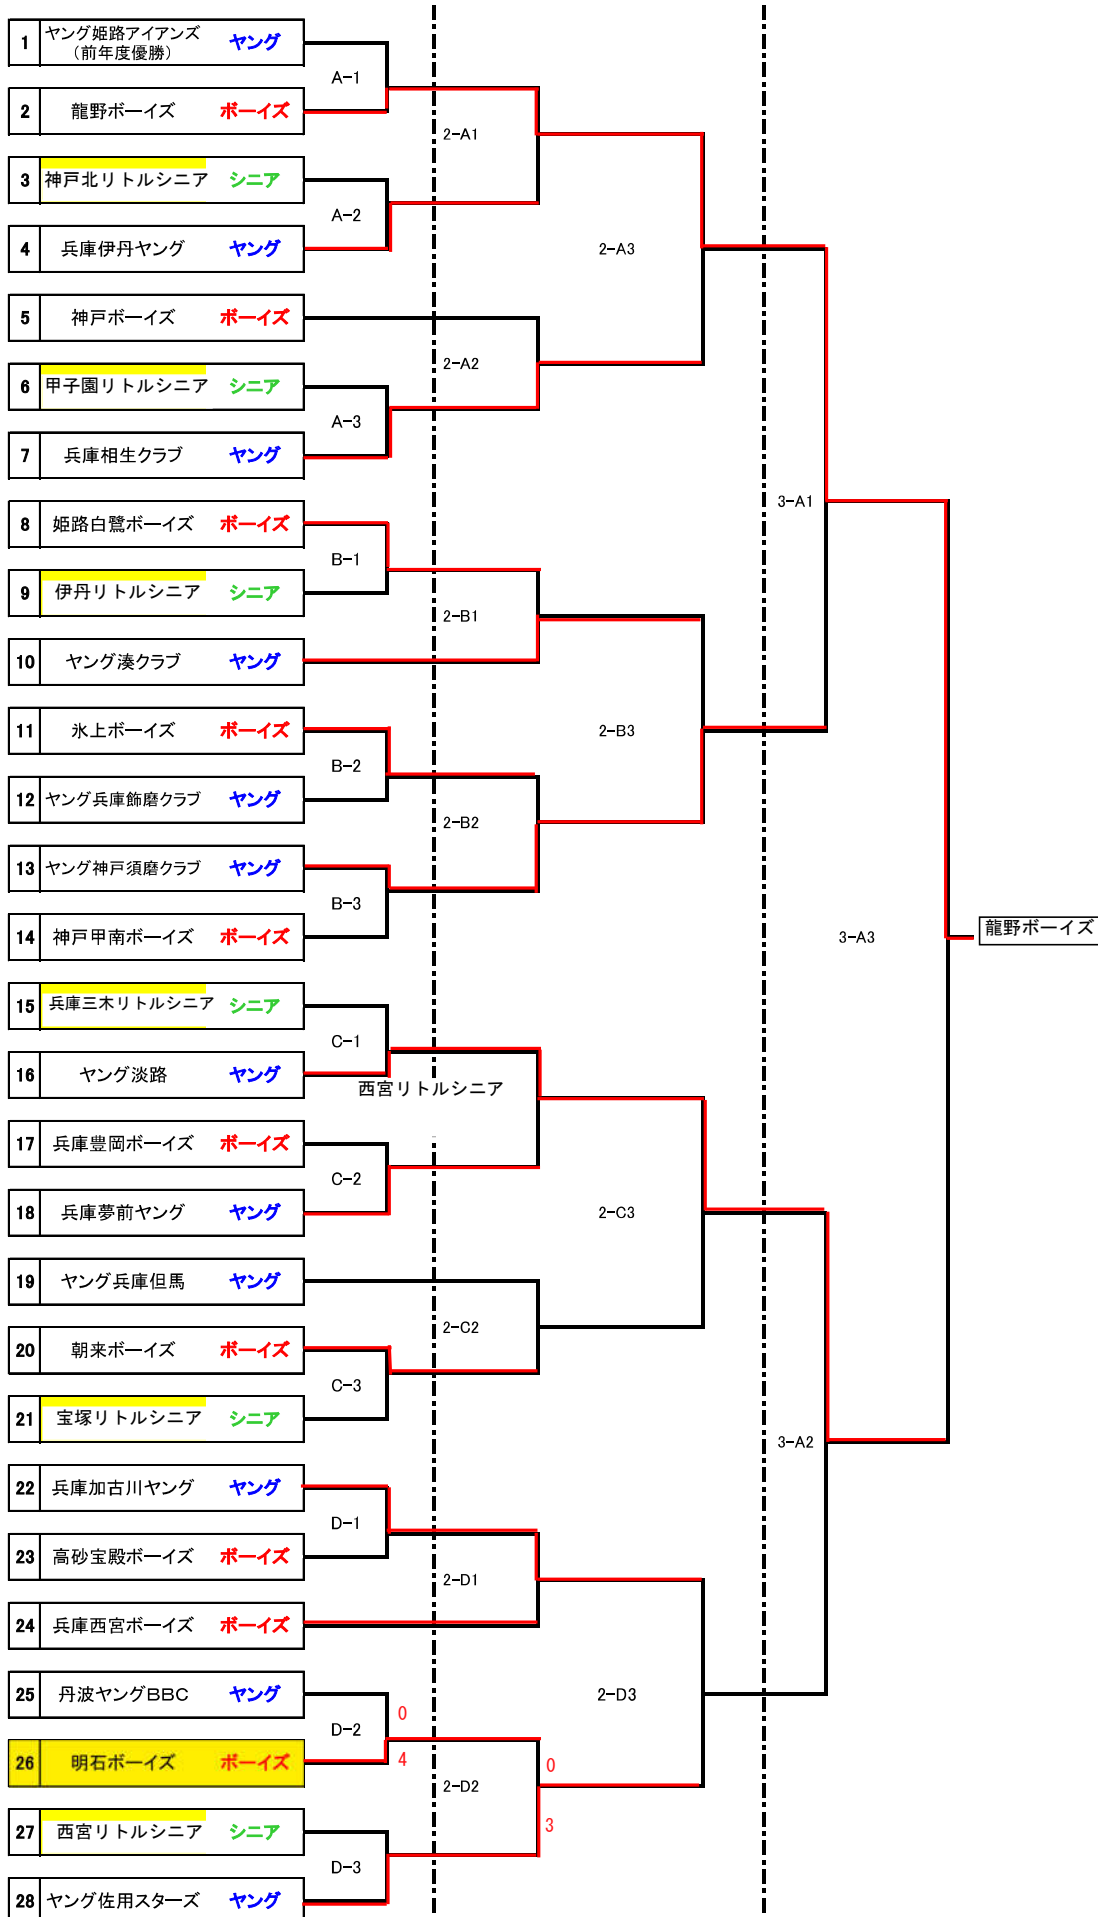 1 ヤング姫路アイアンズ ヤング
(前年度優勝)
A-1
2 龍野ボーイズ ボーイズ
2-A1
3 神戸北リトルシニア シニア
A-2
4 兵庫伊丹ヤング ヤング
2-A3
5 神戸ボーイズ ボーイズ
2-A2
6 甲子園リトルシニア シニア
A-3
7 兵庫相生クラブ ヤング
3-A1
8 姫路白鷺ボーイズ ボーイズ
B-1
9 伊丹リトルシニア シニア
2-B1
10 ヤング湊クラブ ヤング
11 氷上ボーイズ ボーイズ
2-B3
B-2
12 ヤング兵庫飾磨クラブ ヤング
2-B2
13 ヤング神戸須磨クラブ ヤング
B-3
14 神戸甲南ボーイズ ボーイズ
3-A3
龍野ボーイズ
15 兵庫三木リトルシニア シニア
C-1
16 ヤング淡路 ヤング
西宮リトルシニア
17 兵庫豊岡ボーイズ ボーイズ
C-2
18 兵庫夢前ヤング ヤング
2-C3
19 ヤング兵庫但馬 ヤング
2-C2
20 朝来ボーイズ ボーイズ
C-3
21 宝塚リトルシニア シニア
3-A2
22 兵庫加古川ヤング ヤング
D-1
23 高砂宝殿ボーイズ ボーイズ
2-D1
24 兵庫西宮ボーイズ ボーイズ
25 丹波ヤングBBC ヤング
2-D3
0
D-2
4
26 明石ボーイズ ボーイズ
0
2-D2
3
27 西宮リトルシニア シニア
D-3
28 ヤング佐用スターズ ヤング